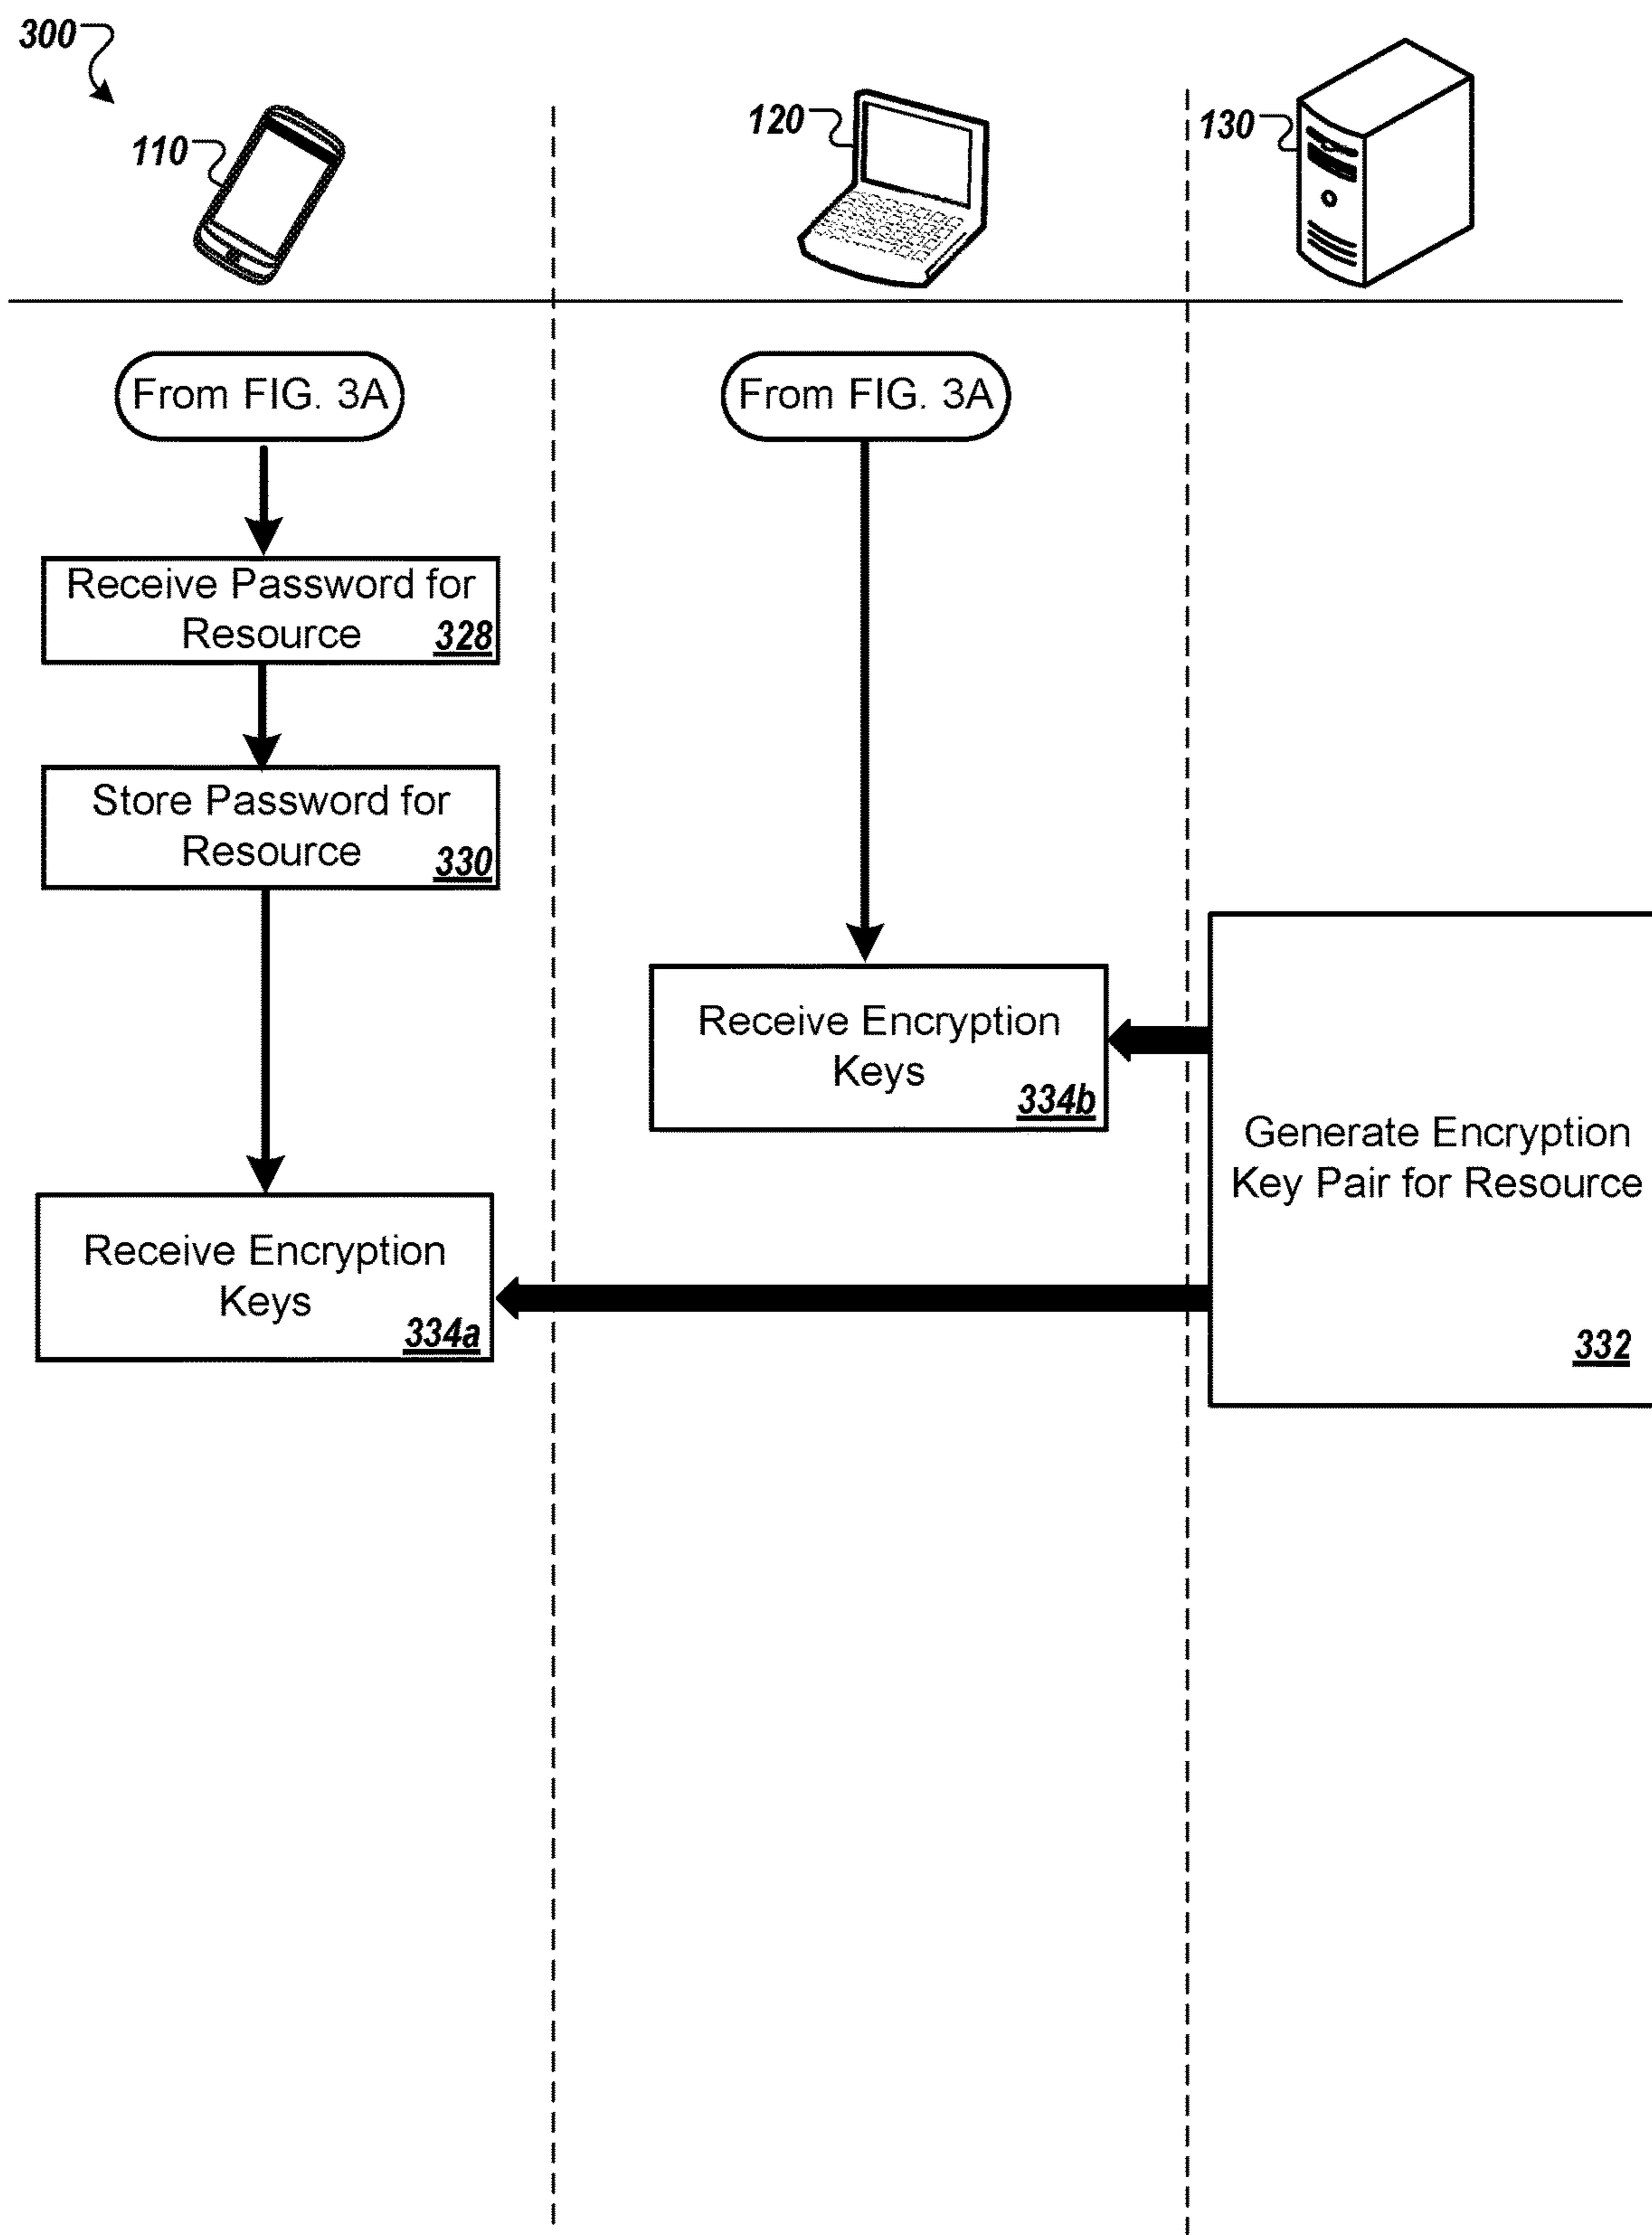 300
110
120
130
From FIG. 3A
From FIG. 3A
Receive Password for
Resource
328
Store Password for
Resource
330
Receive Encryption
Keys
334b
Generate Encryption
Key Pair for Resource
332
Receive Encryption
Keys
334a